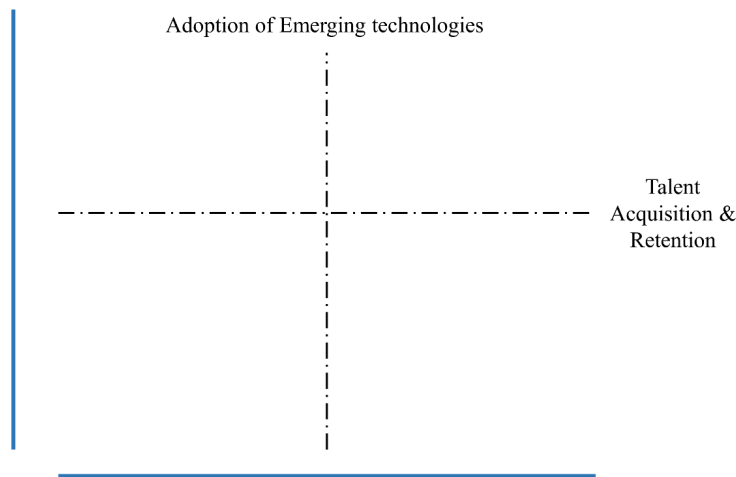 Adoption of Emerging technologies
Talent
Acquisition &
Retention